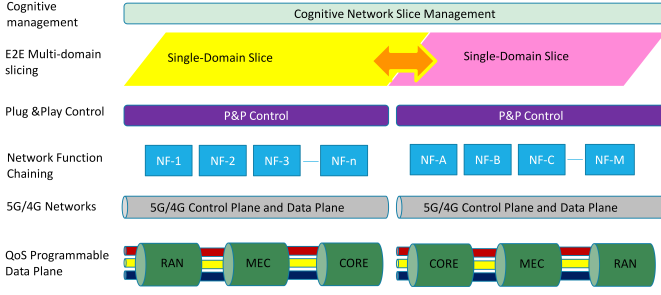 Cognitive
management
Cognitive Network Slice Management
E2E Multi-domain
slicing
Single-Domain Slice
Single-Domain Slice
Plug &Play Control
P&P Control
P&P Control
Network Function
Chaining
NF-1 NF-2 NF-3 NF-n
NF-A NF-B NF-C NF-M
5G/4G Networks
5G/4G Control Plane and Data Plane
5G/4G Control Plane and Data Plane
QoS Programmable
Data Plane
RAN MEC CORE
CORE MEC RAN